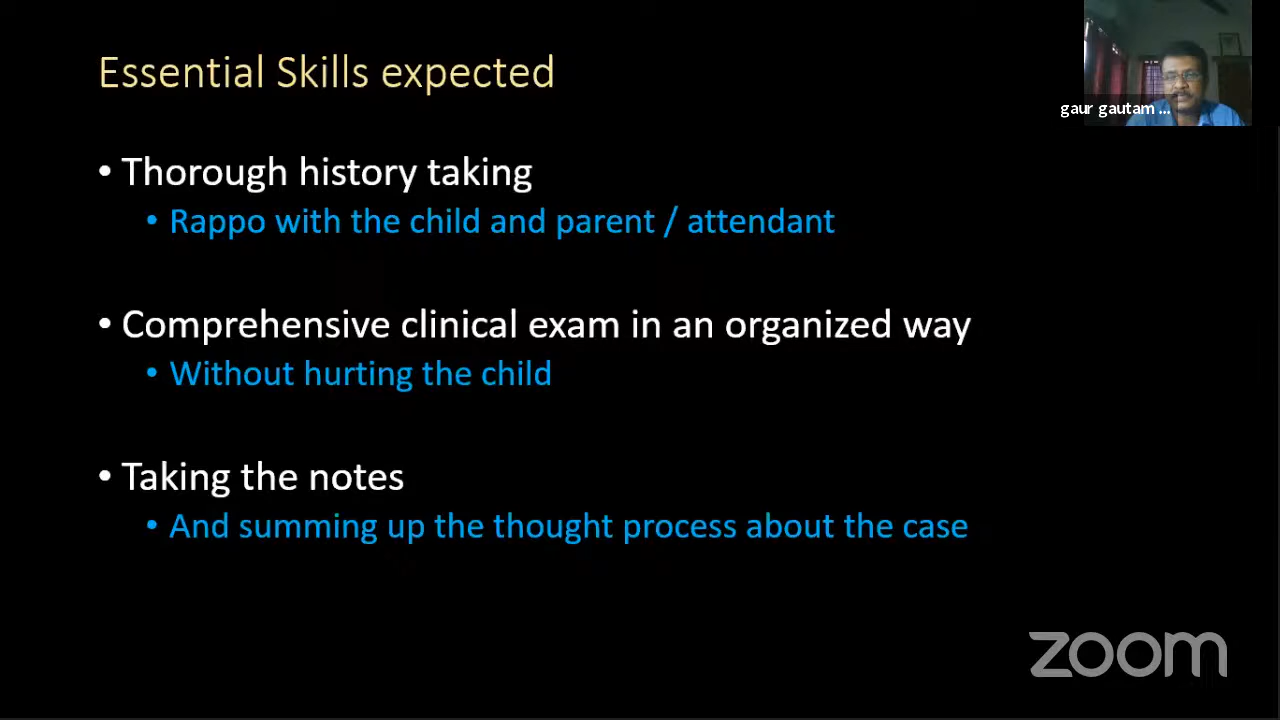 Essential Skills expected
gaur gautam ...
• Thorough history taking
• Rappo with the child and parent / attendant
• Comprehensive clinical exam in an organized way
• Without hurting the child
• Taking the notes
• And summing up the thought process about the case
zoom